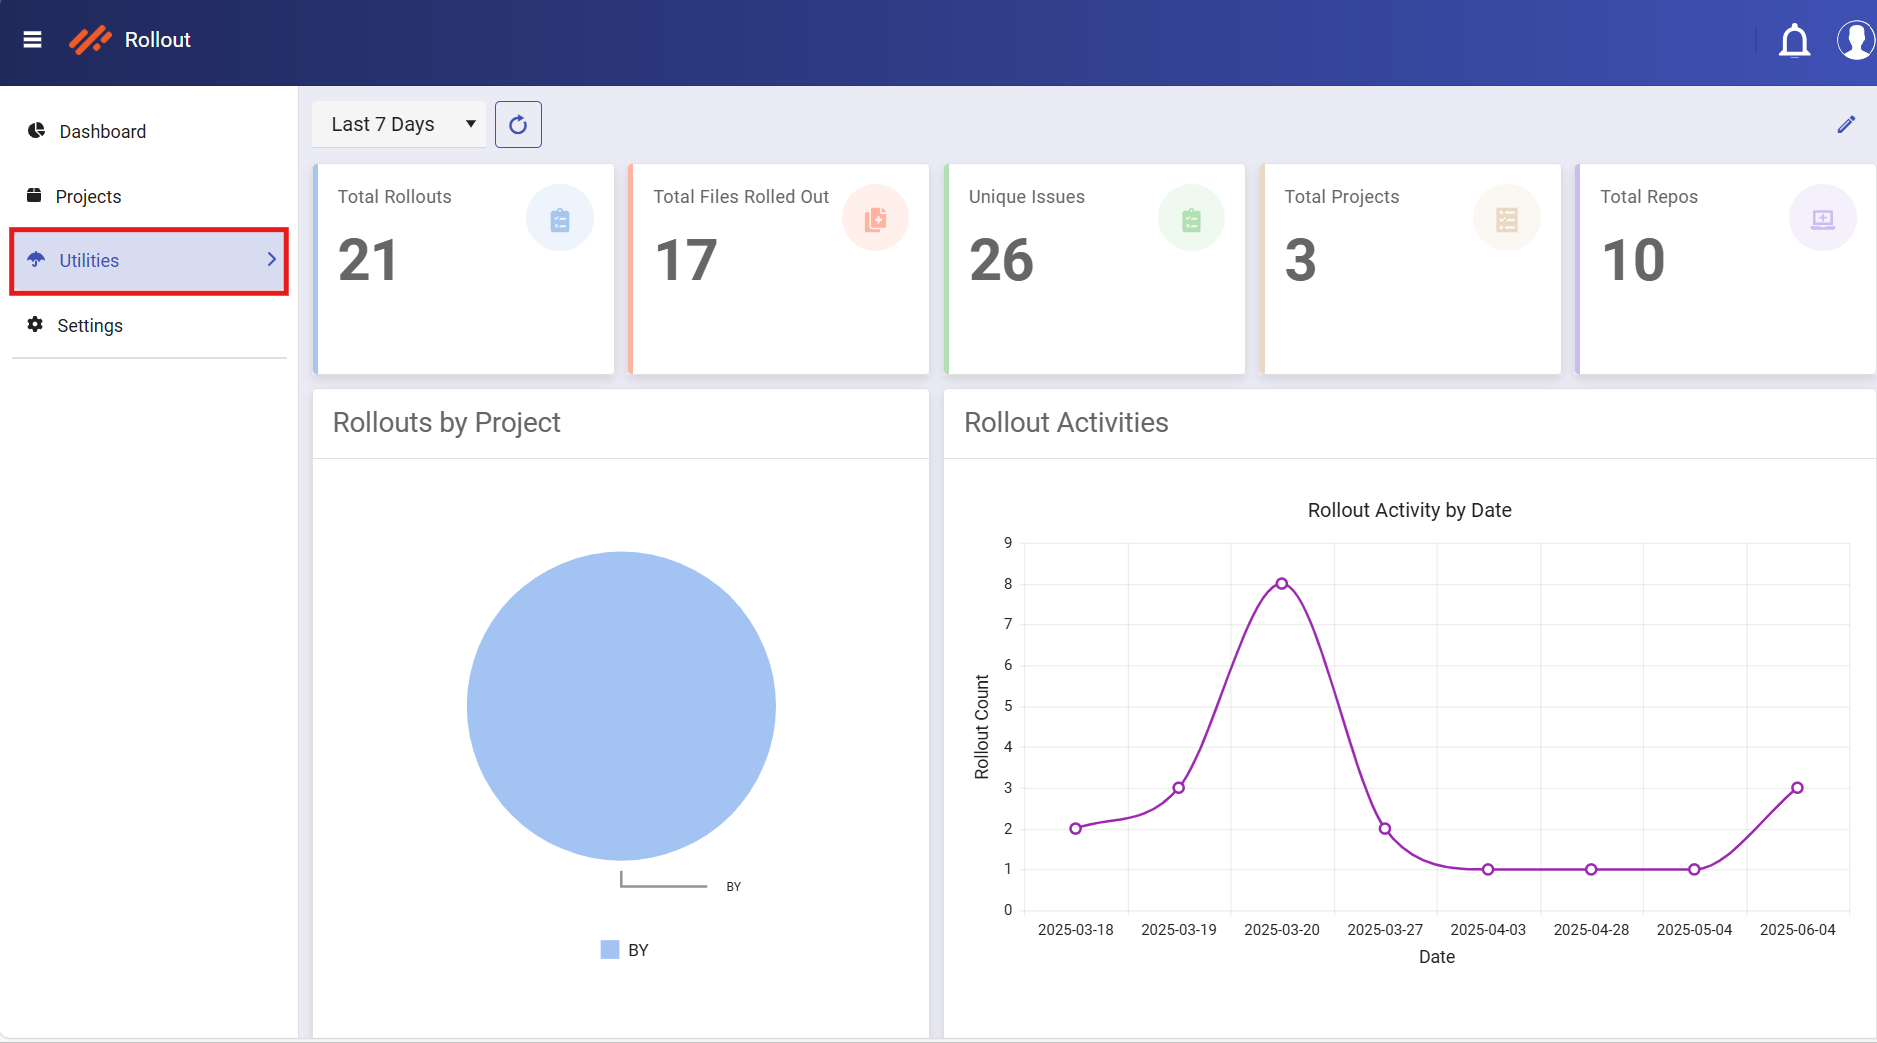 Rollout
Dashboard
Projects
Utilities
Settings
Last 7 Days
Total Rollouts
21
Total Files Rolled Out
17
Unique Issues
26
Total Projects
3
Total Repos
10
Rollouts by Project
BY
BY
Rollout Activities
Rollout Activity by Date
Rollout Count
9
8
7
6
5
4
3
2
1
0
2025-03-18
2025-03-19
2025-03-20
2025-03-27
2025-04-03
2025-04-28
2025-05-04
2025-06-04
Date